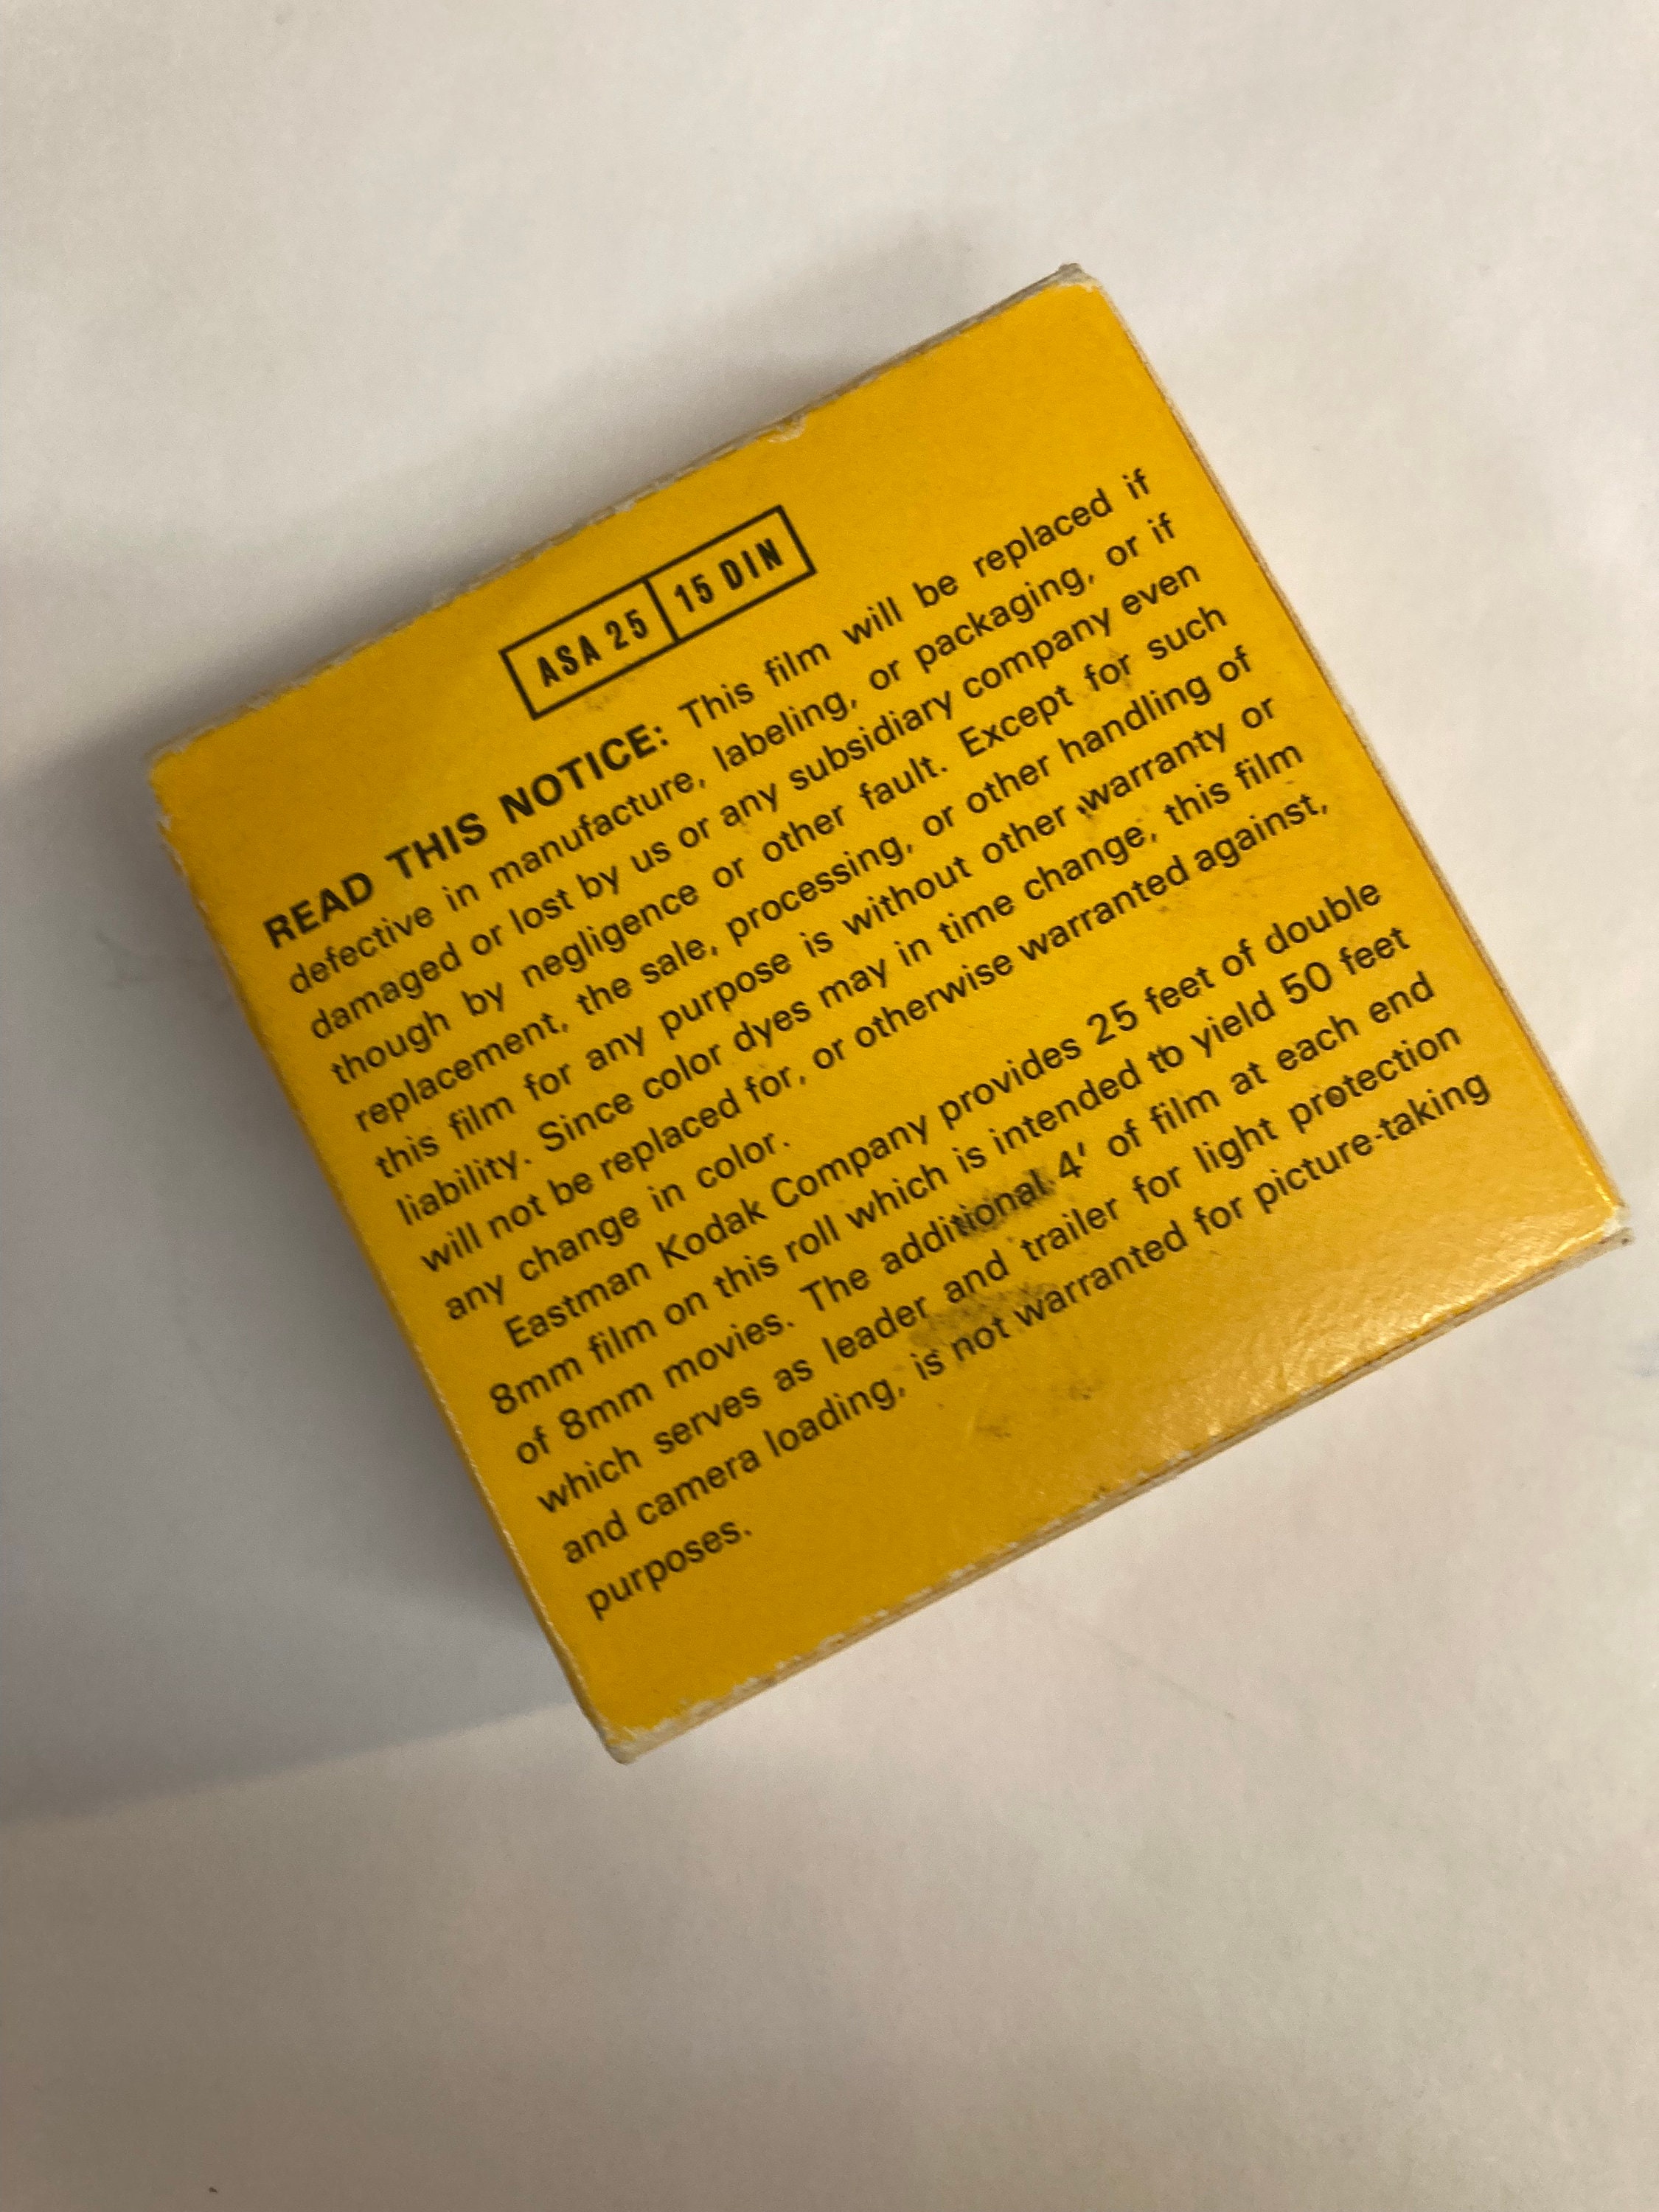 ASA 25 15 DIN
READ THIS NOTICE: This film will be replaced if
defective in manufacture, labeling, or packaging, or if
damaged or lost by us or any subsidiary company even
though by negligence or other fault. Except for such
replacement, the sale, processing, or other handling of
this film for any purpose is without other warranty or
liability. Since color dyes may in time change, this film
will not be replaced for, or otherwise warranted against,
any change in color.
Eastman Kodak Company provides 25 feet of double
8mm film on this roll which is intended to yield 50 feet
of 8mm movies. The additional 4' of film at each end
which serves as leader and trailer for light protection
and camera loading, is not warranted for picture-taking
purposes.